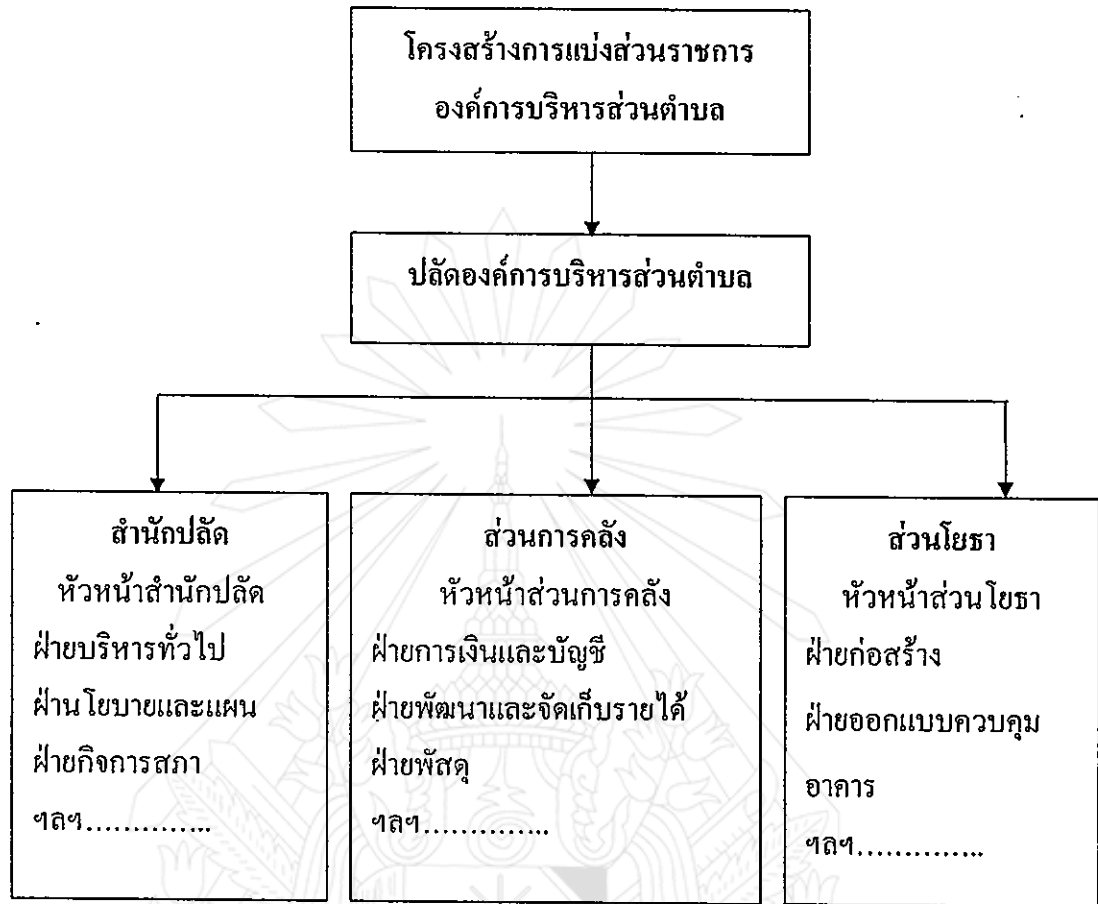 โครงสร้างการแบ่งส่วนราชการ
องค์การบริหารส่วนตำบล
ปลัดองค์การบริหารส่วนตำบล
สำนักปลัด
หัวหน้าสำนักปลัด
ฝ่ายบริหารทั่วไป
ฝ่านโยบายและแผน
ฝ่ายกิจการสภา
ฯลฯ..............
ส่วนการคลัง
หัวหน้าส่วนการคลัง
ฝ่ายการเงินและบัญชี
ฝ่ายพัฒนาและจัดเก็บรายได้
ฝ่ายพัสดุ
ฯลฯ..............
ส่วนโยธา
หัวหน้าส่วนโยธา
ฝ่ายก่อสร้าง
ฝ่ายออกแบบควบคุม
อาคาร
ฯลฯ..............